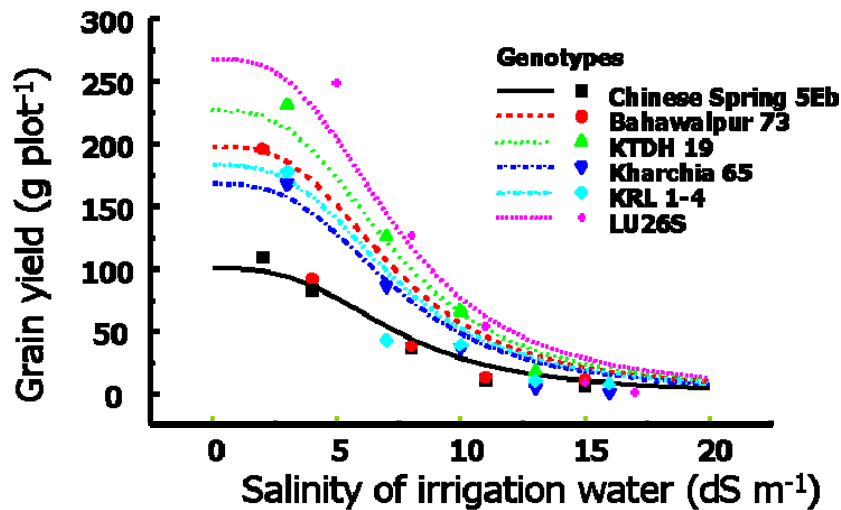 300
250
200
150
100
50
0
Grain yield (g plot⁻¹)
Genotypes
Chinese Spring 5Eb
Bahawalpur 73
KTDH 19
Kharchia 65
KRL 1-4
LU26S
0 5 10 15 20
Salinity of irrigation water (dS m⁻¹)